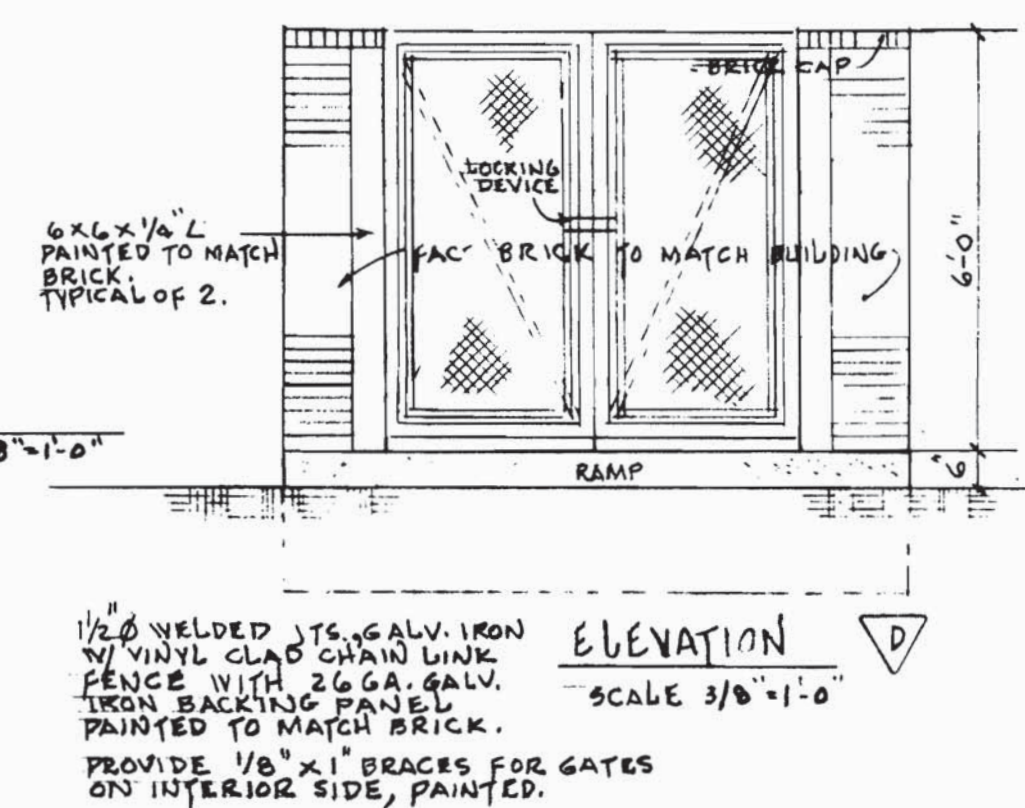 BRICK CAP
LOCKING
DEVICE
6x6x1/4" L
PAINTED TO MATCH
BRICK.
TYPICAL OF 2.
FAC BRICK TO MATCH BUILDING
6'-0"
8"=1'-0"
RAMP
6"
1 1/2"Ø WELDED JTS., GALV. IRON
W/ VINYL CLAD CHAIN LINK
FENCE WITH 26 GA. GALV.
IRON BACKING PANEL
PAINTED TO MATCH BRICK.
PROVIDE 1/8" x 1" BRACES FOR GATES
ON INTERIOR SIDE, PAINTED.
ELEVATION
SCALE 3/8"=1'-0"
D